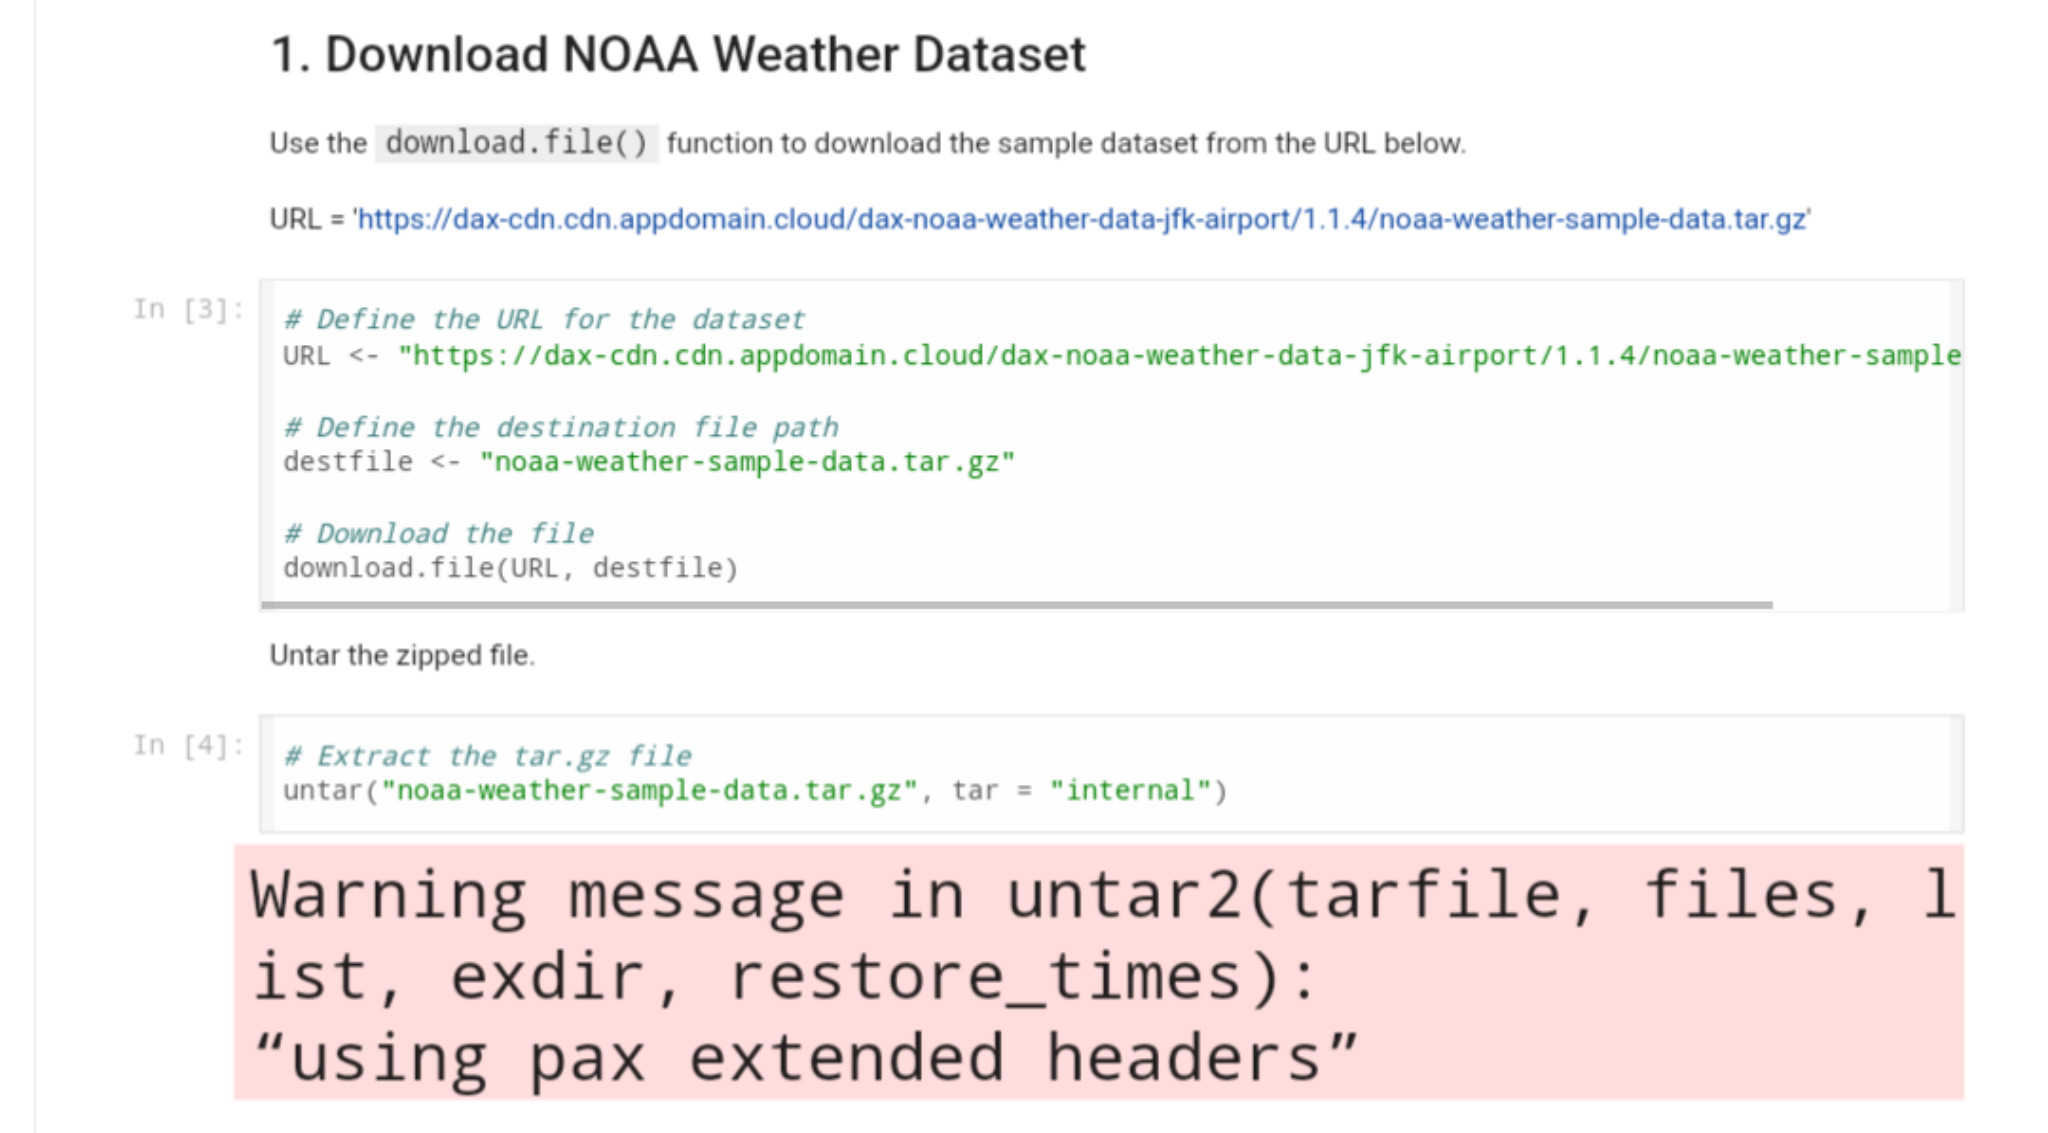 1. Download NOAA Weather Dataset
Use the download.file() function to download the sample dataset from the URL below.
URL = 'https://dax-cdn.cdn.appdomain.cloud/dax-noaa-weather-data-jfk-airport/1.1.4/noaa-weather-sample-data.tar.gz'
In [3]:
# Define the URL for the dataset
URL <- "https://dax-cdn.cdn.appdomain.cloud/dax-noaa-weather-data-jfk-airport/1.1.4/noaa-weather-sample
# Define the destination file path
destfile <- "noaa-weather-sample-data.tar.gz"
# Download the file
download.file(URL, destfile)
Untar the zipped file.
In [4]:
# Extract the tar.gz file
untar("noaa-weather-sample-data.tar.gz", tar = "internal")
Warning message in untar2(tarfile, files, l
ist, exdir, restore_times):
“using pax extended headers”